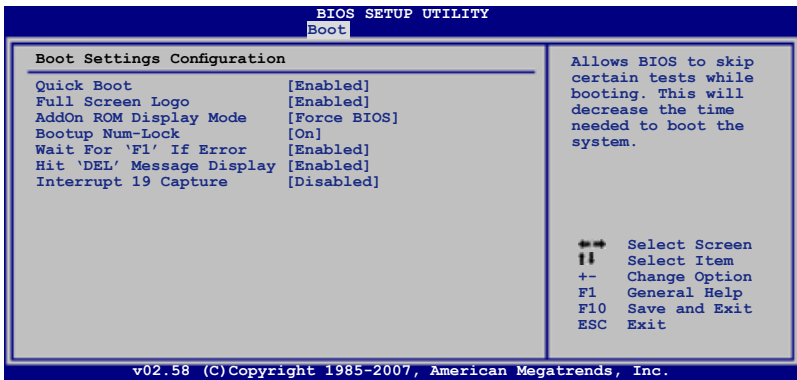 BIOS SETUP UTILITY
Boot
Boot Settings Configuration
Quick Boot [Enabled]
Full Screen Logo [Enabled]
AddOn ROM Display Mode [Force BIOS]
Bootup Num-Lock [On]
Wait For ‘F1’ If Error [Enabled]
Hit ‘DEL’ Message Display [Enabled]
Interrupt 19 Capture [Disabled]
Allows BIOS to skip
certain tests while
booting. This will
decrease the time
needed to boot the
system.
←→ Select Screen
↑↓ Select Item
+- Change Option
F1 General Help
F10 Save and Exit
ESC Exit
v02.58 (C)Copyright 1985-2007, American Megatrends, Inc.